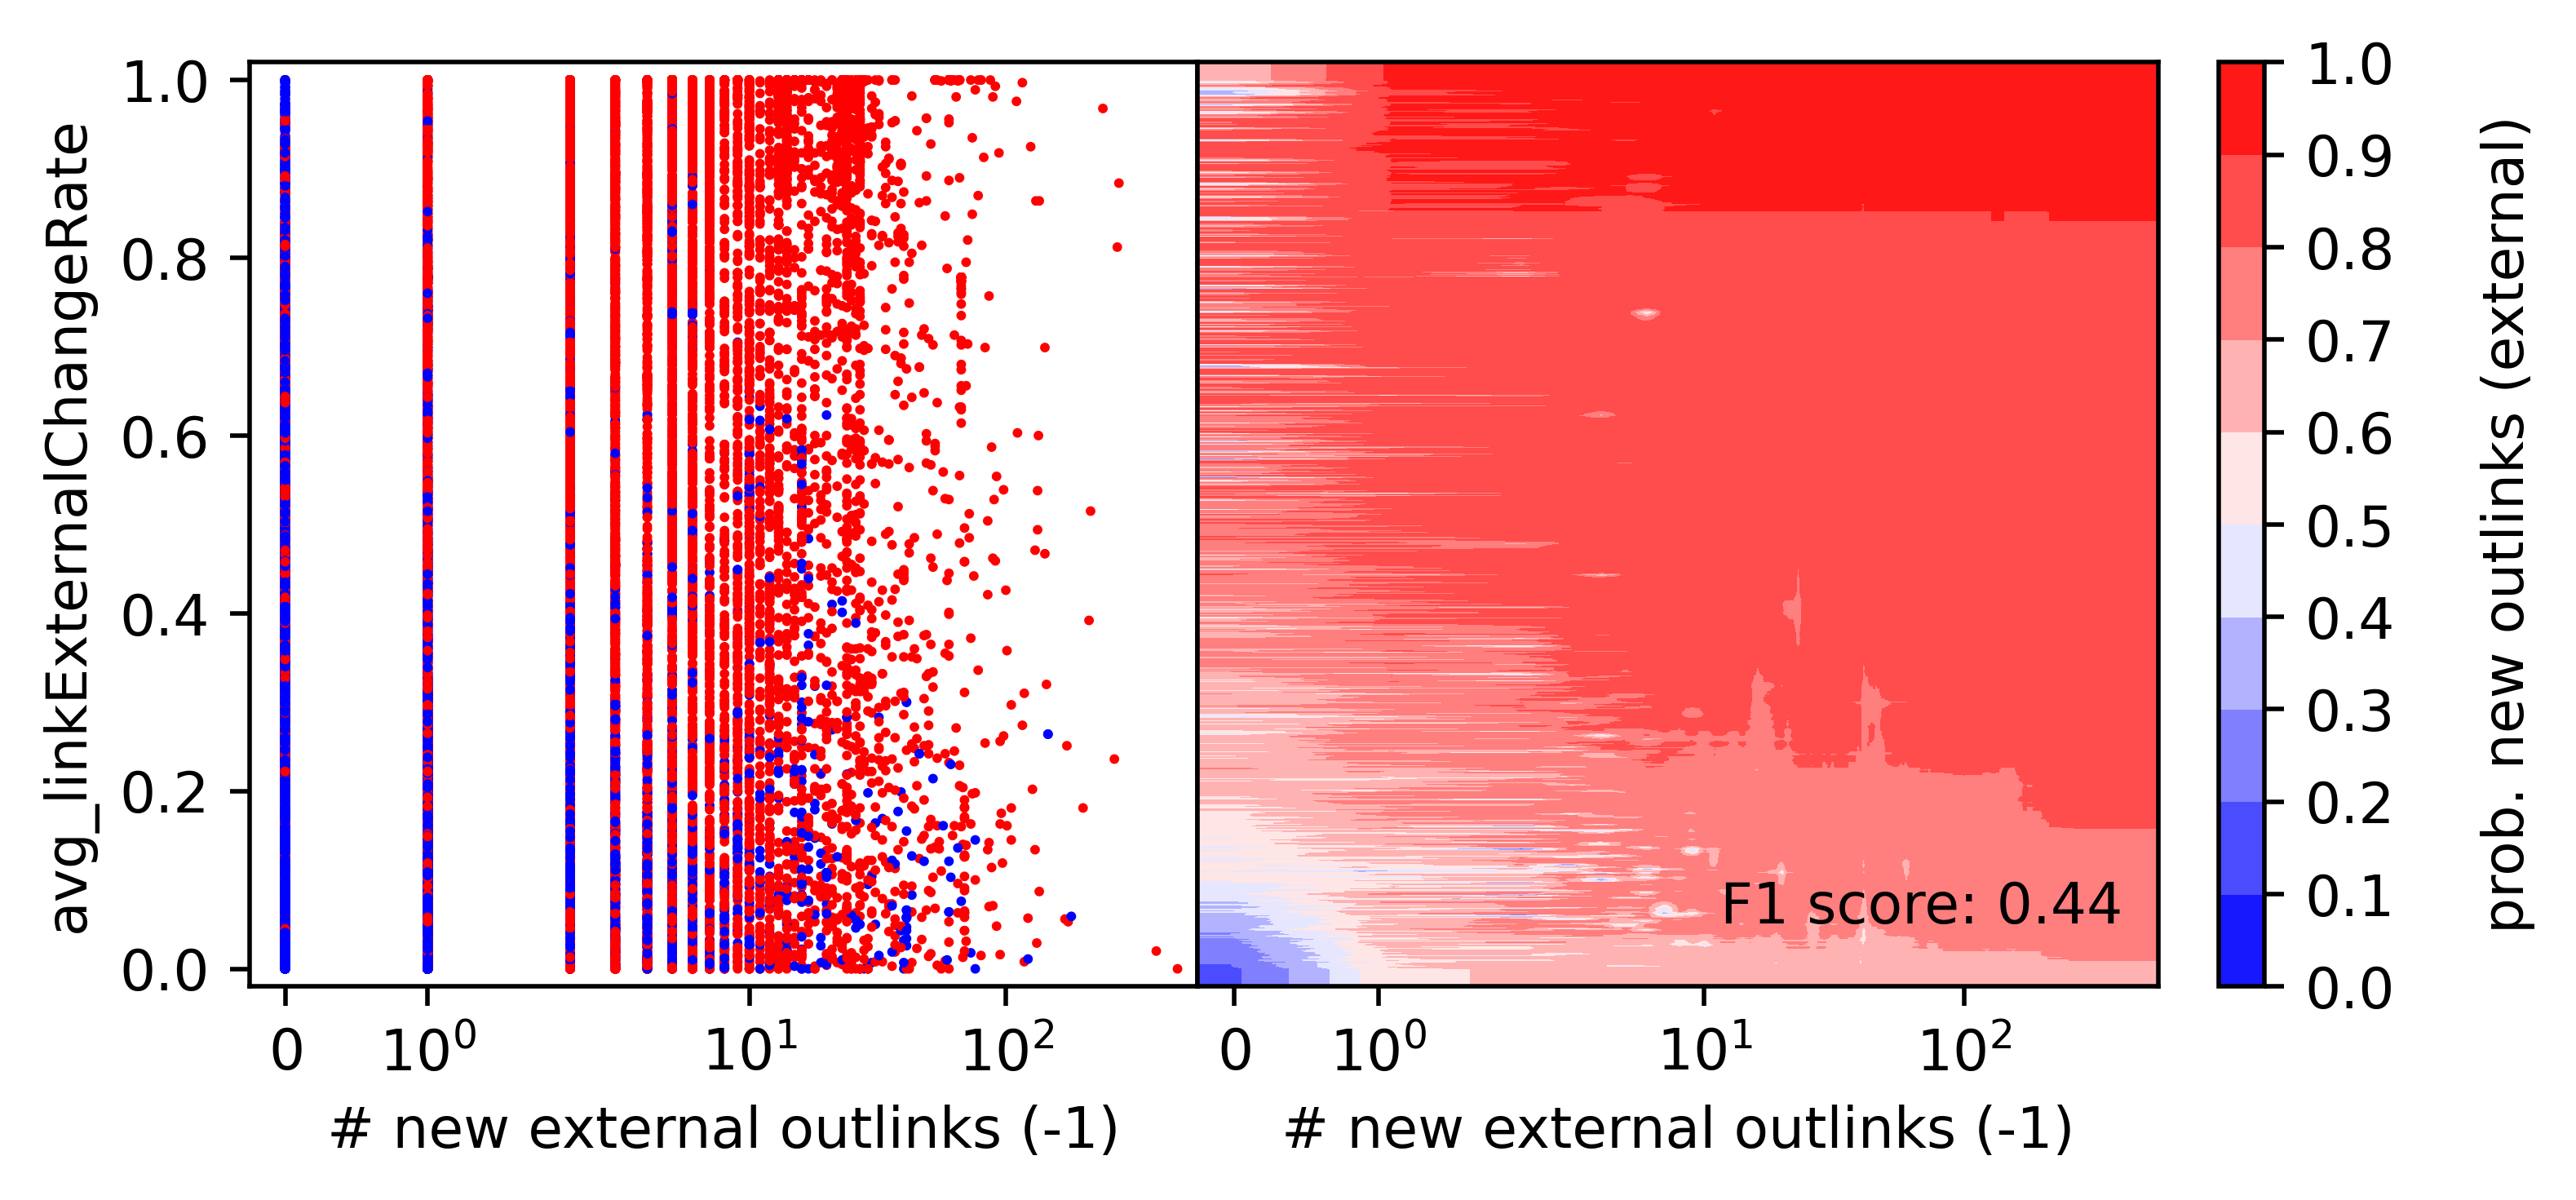 avg_linkExternalChangeRate
1.0
0.8
0.6
0.4
0.2
0.0
0 10⁰ 10¹ 10²
# new external outlinks (-1)
F1 score: 0.44
0 10⁰ 10¹ 10²
# new external outlinks (-1)
1.0
0.9
0.8
0.7
0.6
0.5
0.4
0.3
0.2
0.1
0.0
prob. new outlinks (external)